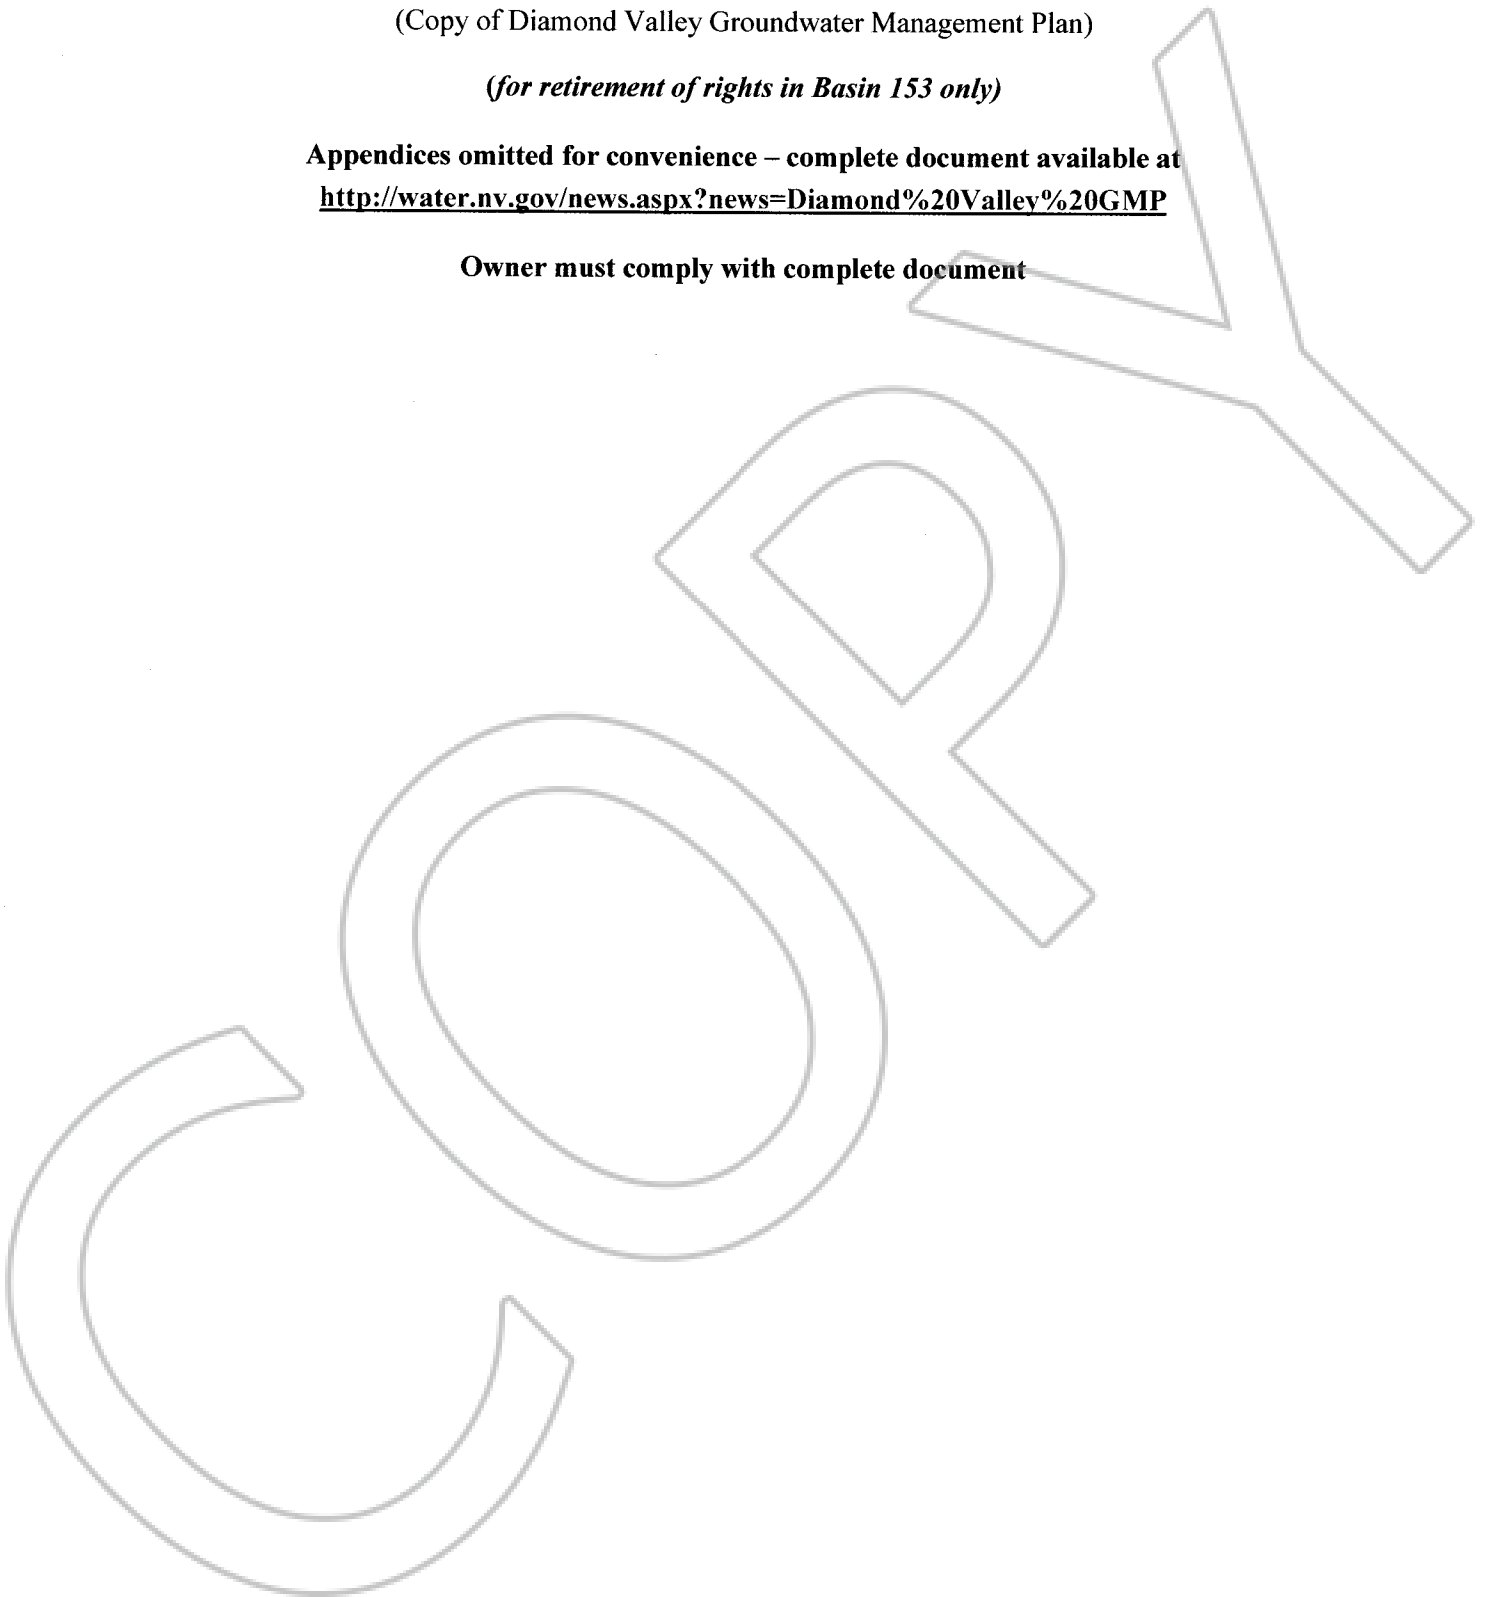 (Copy of Diamond Valley Groundwater Management Plan)
(for retirement of rights in Basin 153 only)
Appendices omitted for convenience – complete document available at
http://water.nv.gov/news.aspx?news=Diamond%20Valley%20GMP
Owner must comply with complete document
COPY